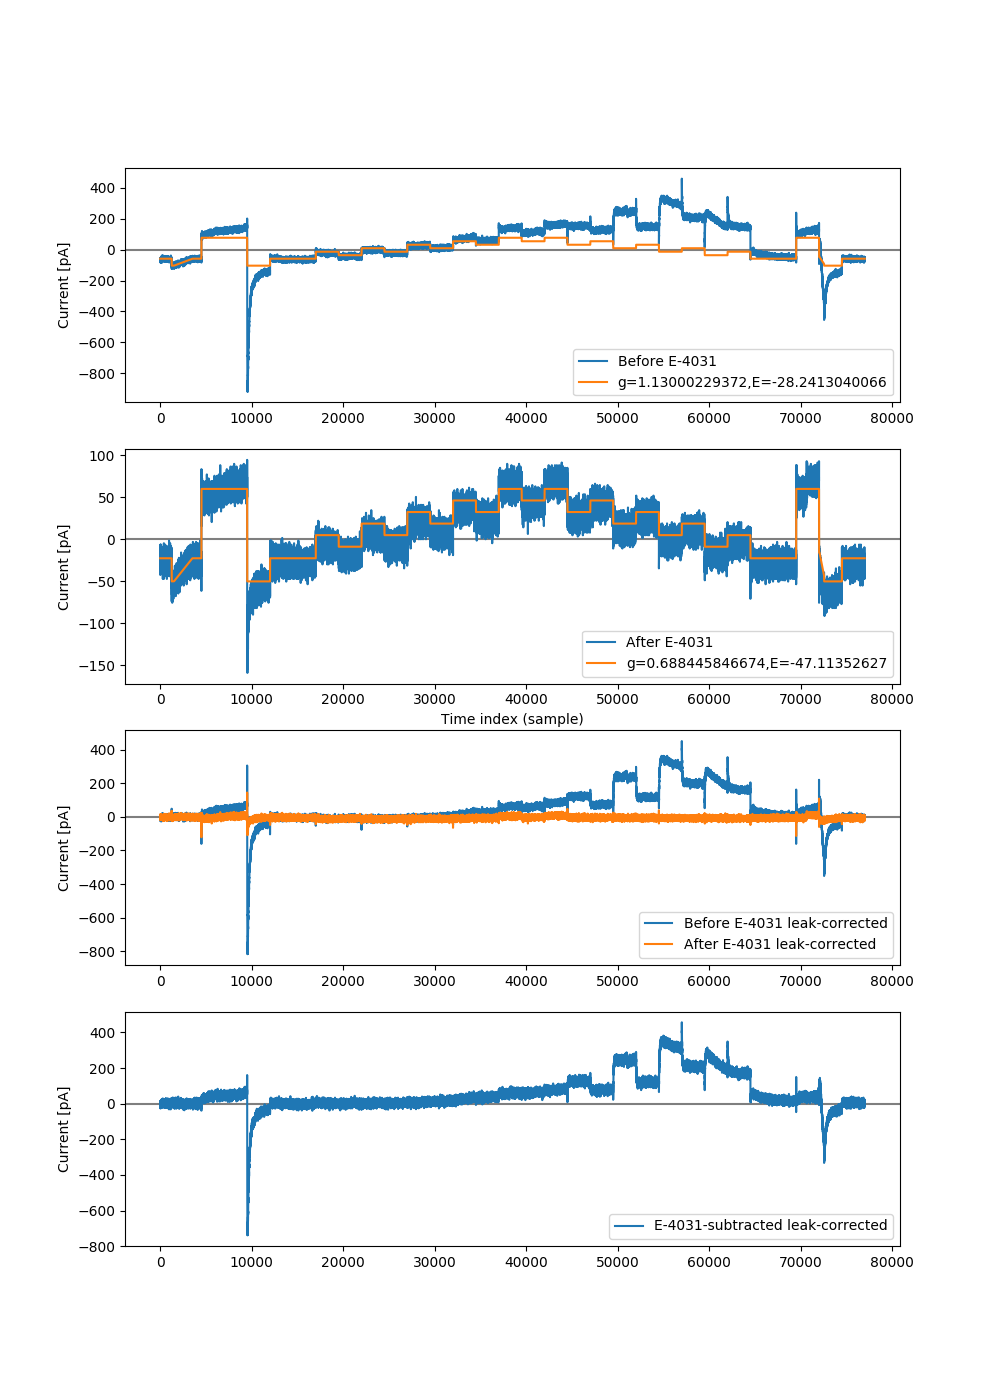 400
200
0
−200
−400
−600
−800
Current [pA]
Before E-4031
g=1.13000229372,E=-28.2413040066
0 10000 20000 30000 40000 50000 60000 70000 80000
100
50
0
−50
−100
−150
Current [pA]
After E-4031
g=0.688445846674,E=-47.11352627
0 10000 20000 30000 40000 50000 60000 70000 80000
Time index (sample)
400
200
0
−200
−400
−600
−800
Current [pA]
Before E-4031 leak-corrected
After E-4031 leak-corrected
0 10000 20000 30000 40000 50000 60000 70000 80000
400
200
0
−200
−400
−600
−800
Current [pA]
E-4031-subtracted leak-corrected
0 10000 20000 30000 40000 50000 60000 70000 80000